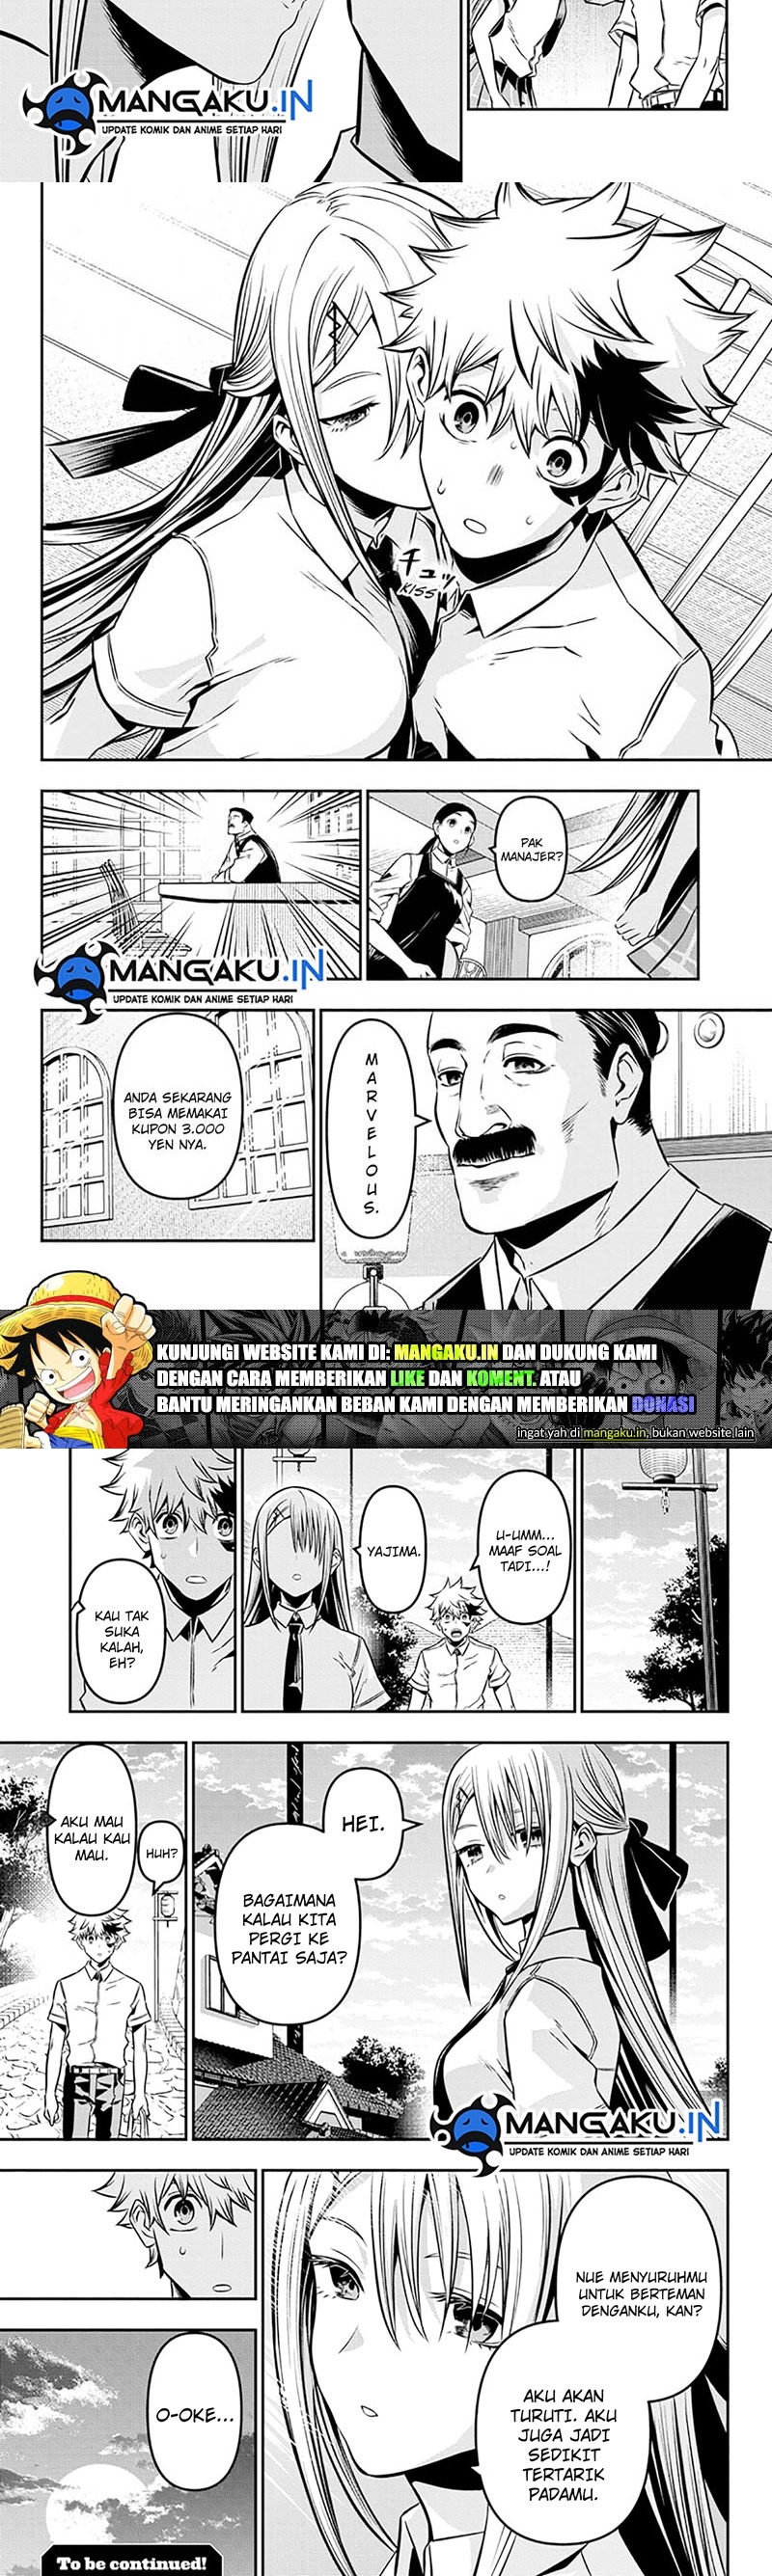 MANGAKU.IN
UPDATE KOMIK DAN ANIME SETIAP HARI
チュッ
KISS
PAK
MANAJER?
MANGAKU.IN
UPDATE KOMIK DAN ANIME SETIAP HARI
ANDA SEKARANG
BISA MEMAKAI
KUPON 3.000
YEN NYA.
M
A
R
V
E
L
O
U
S.
KUNJUNGI WEBSITE KAMI DI: MANGAKU.IN DAN DUKUNG KAMI
DENGAN CARA MEMBERIKAN LIKE DAN KOMENT. ATAU
BANTU MERINGANKAN BEBAN KAMI DENGAN MEMBERIKAN DONASI
ingat yah di mangaku.in, bukan website lain
KAU TAK
SUKA
KALAH,
EH?
YAJIMA.
U-UMM...
MAAF SOAL
TADI...!
AKU MAU
KALAU KAU
MAU.
HUH?
HEI.
BAGAIMANA
KALAU KITA
PERGI KE
PANTAI SAJA?
MANGAKU.IN
UPDATE KOMIK DAN ANIME SETIAP HARI
NUE MENYURUHMU
UNTUK BERTEMAN
DENGANKU, KAN?
AKU AKAN
TURUTI. AKU
JUGA JADI
SEDIKIT
TERTARIK
PADAMU.
O-OKE...
To be continued!